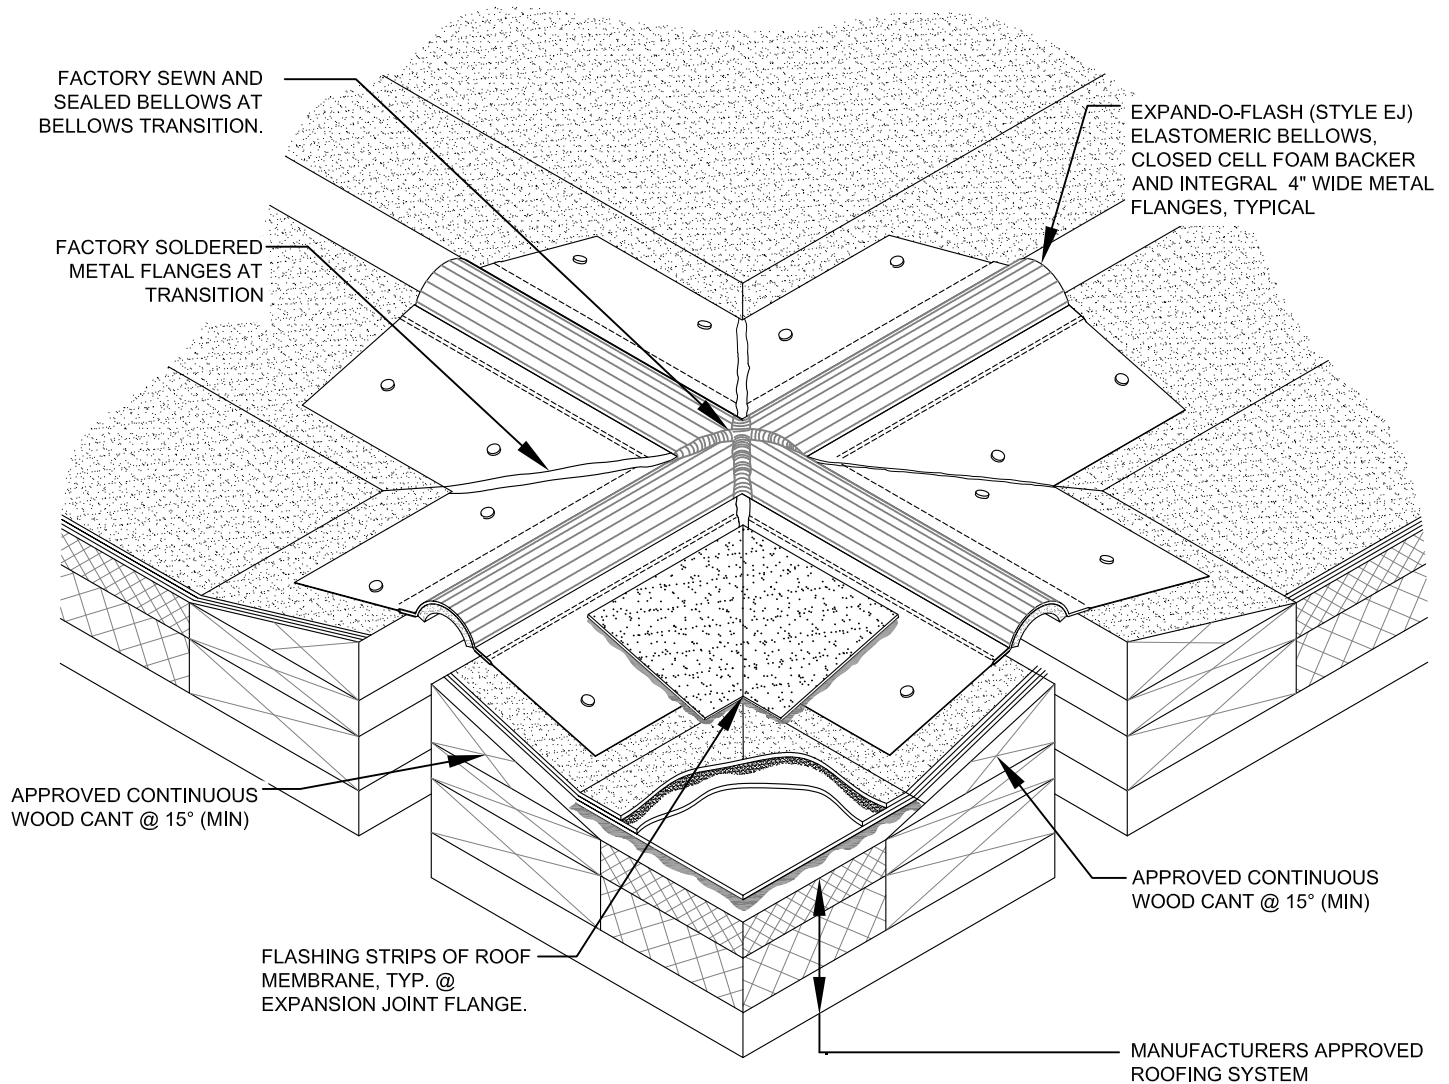 FACTORY SEWN AND
SEALED BELLOWS AT
BELLOWS TRANSITION.
EXPAND-O-FLASH (STYLE EJ)
ELASTOMERIC BELLOWS,
CLOSED CELL FOAM BACKER
AND INTEGRAL 4" WIDE METAL
FLANGES, TYPICAL
FACTORY SOLDERED
METAL FLANGES AT
TRANSITION
APPROVED CONTINUOUS
WOOD CANT @ 15° (MIN)
APPROVED CONTINUOUS
WOOD CANT @ 15° (MIN)
FLASHING STRIPS OF ROOF
MEMBRANE, TYP. @
EXPANSION JOINT FLANGE.
MANUFACTURERS APPROVED
ROOFING SYSTEM